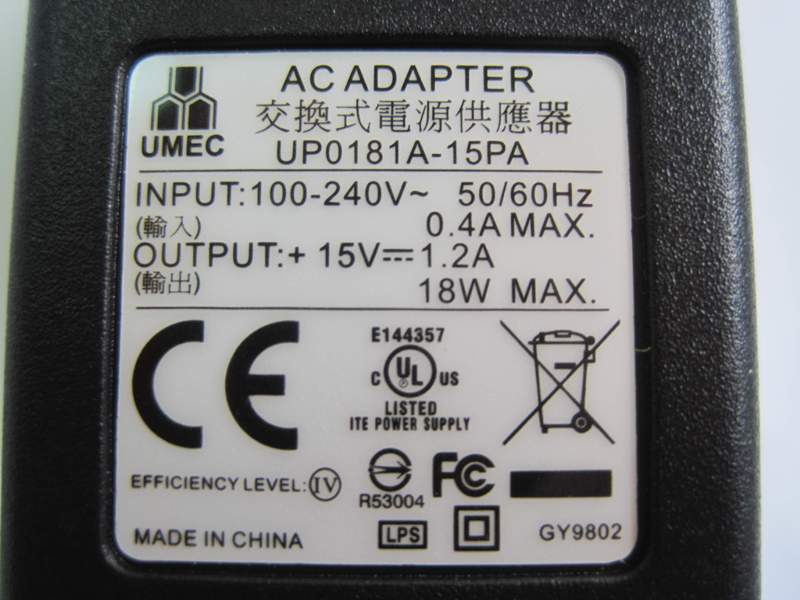 AC ADAPTER
交換式電源供應器
UMEC
UP0181A-15PA
INPUT:100-240V~ 50/60Hz
(輸入) 0.4A MAX.
OUTPUT:+ 15V⎓1.2A
(輸出) 18W MAX.
CE
E144357
C UL US
LISTED
ITE POWER SUPPLY
EFFICIENCY LEVEL:IV
R53004
FC
LPS
MADE IN CHINA
GY9802